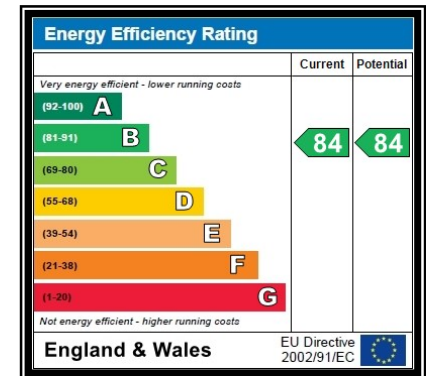 Energy Efficiency Rating
Current Potential
Very energy efficient - lower running costs
(92-100) A
(81-91) B 84 84
(69-80) C
(55-68) D
(39-54) E
(21-38) F
(1-20) G
Not energy efficient - higher running costs
England & Wales
EU Directive
2002/91/EC